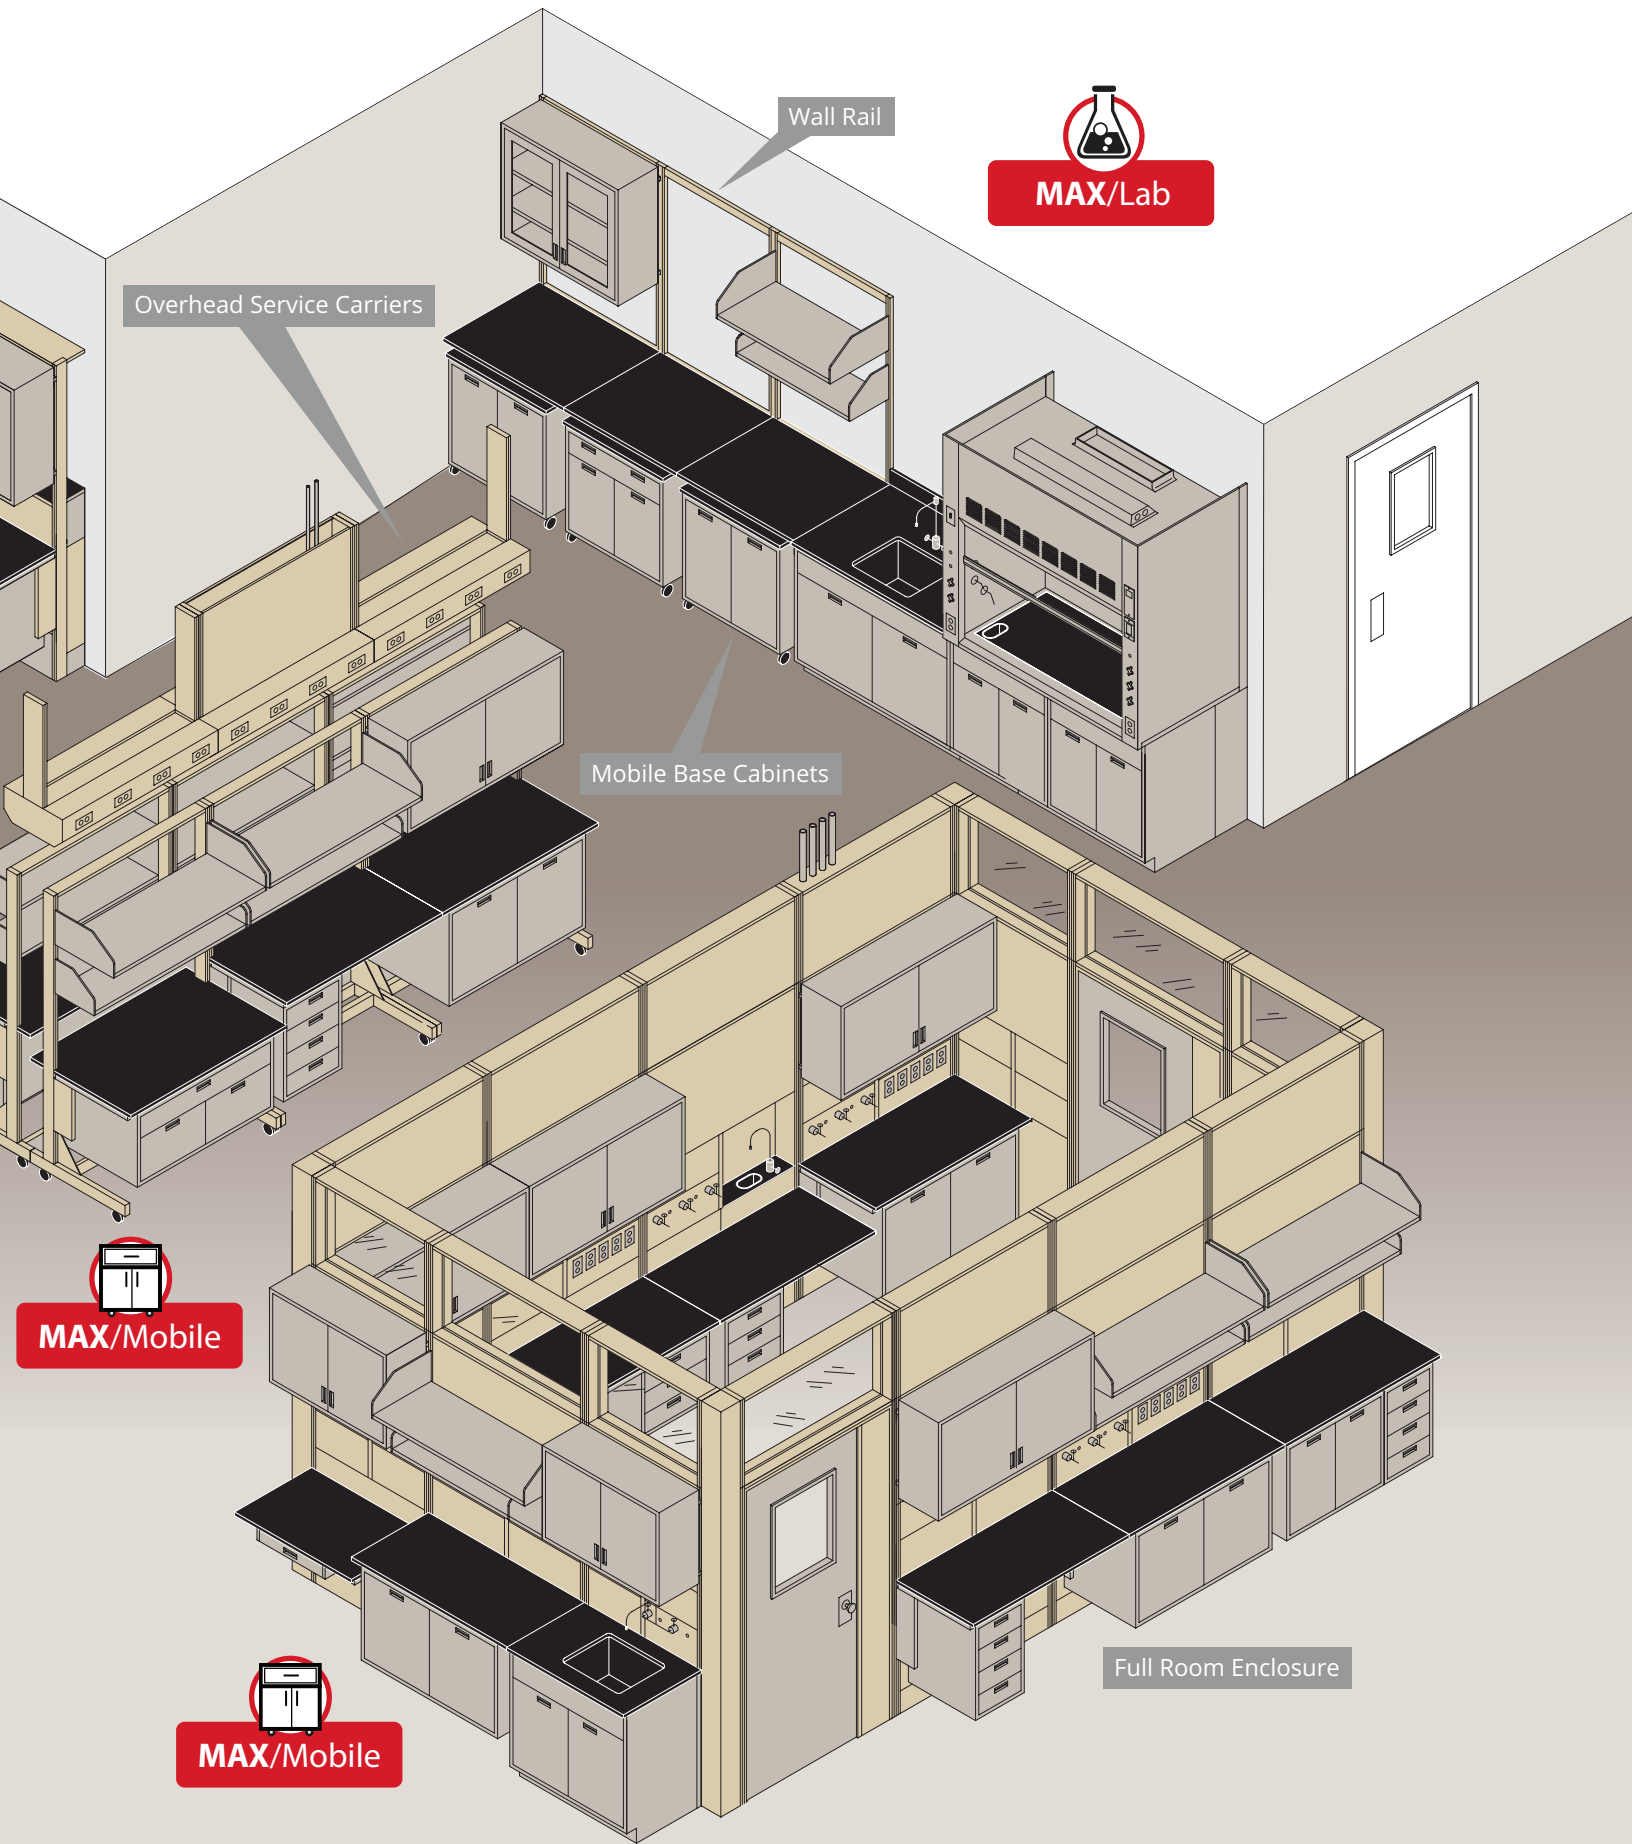 Wall Rail
MAX/Lab
Overhead Service Carriers
Mobile Base Cabinets
MAX/Mobile
Full Room Enclosure
MAX/Mobile